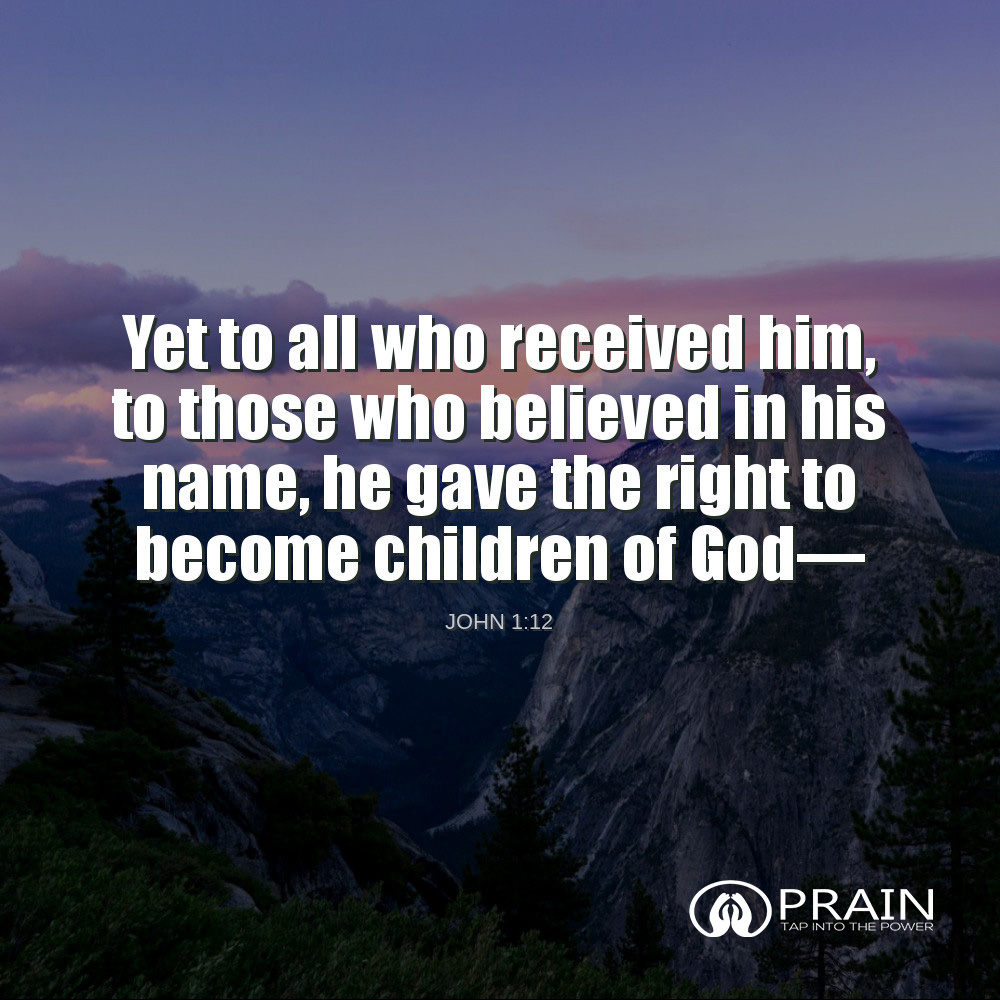 Yet to all who received him,
to those who believed in his
name, he gave the right to
become children of God—
JOHN 1:12
PRAIN
TAP INTO THE POWER